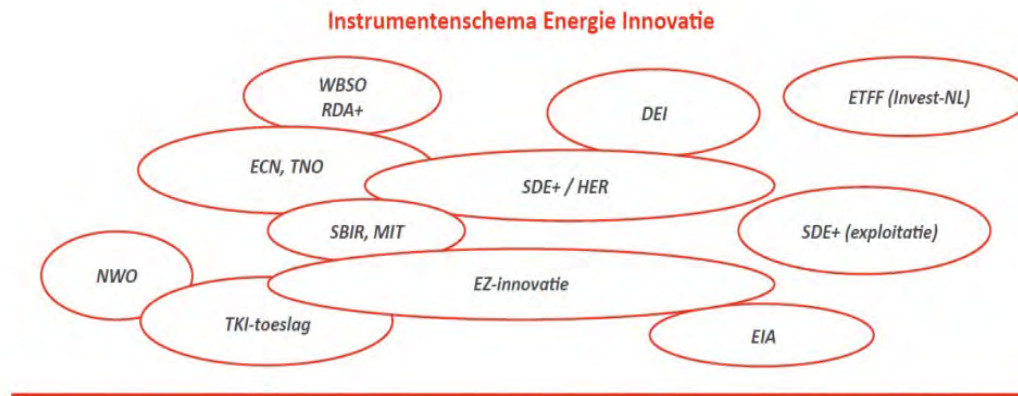 Instrumentenschema Energie Innovatie
WBSO
RDA+
DEI
ETFF (Invest-NL)
ECN, TNO
SDE+ / HER
SBIR, MIT
SDE+ (exploitatie)
NWO
EZ-innovatie
TKI-toeslag
EIA